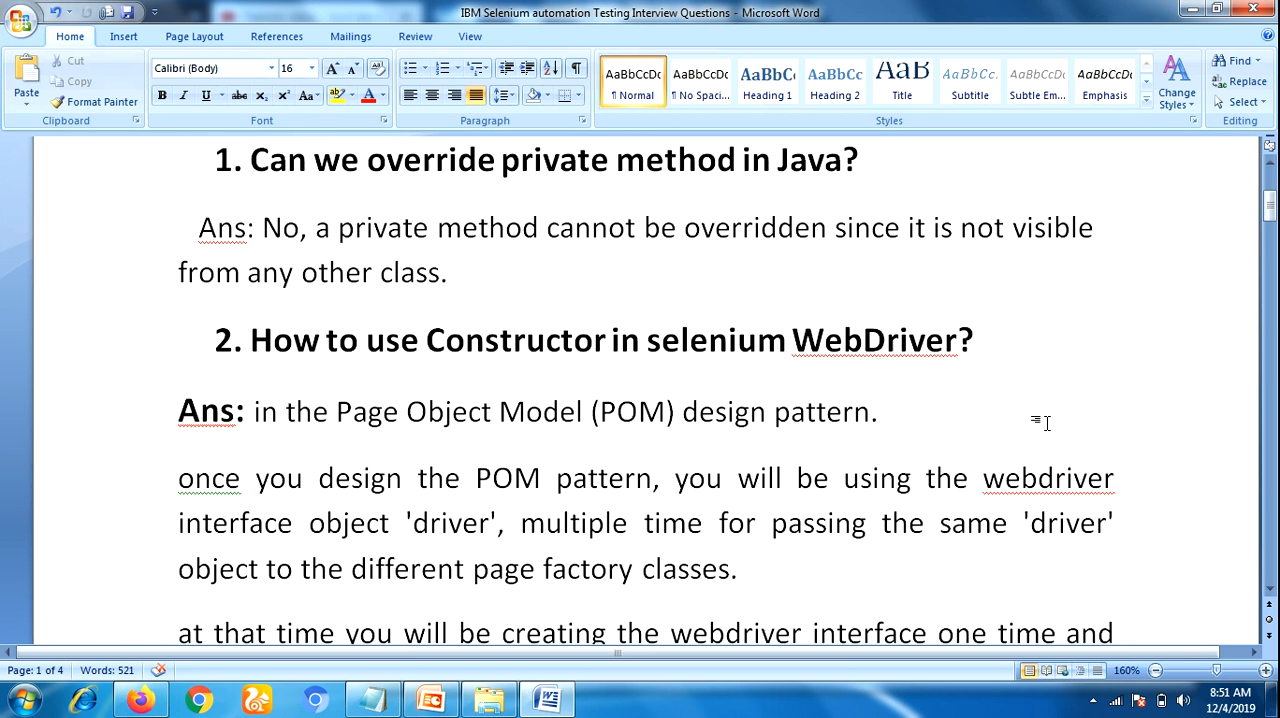 IBM Selenium automation Testing Interview Questions - Microsoft Word
Home Insert Page Layout References Mailings Review View
Paste Cut Copy Format Painter
Calibri (Body) 16
AaBbCcDc AaBbCcDc AaBbC AaBbCc AaB AaBbCc. AaBbCcDc AaBbCcDc
¶ Normal ¶ No Spaci... Heading 1 Heading 2 Title Subtitle Subtle Em... Emphasis
Change Styles
Find Replace Select
Clipboard Font Paragraph Styles Editing
1. Can we override private method in Java?
Ans: No, a private method cannot be overridden since it is not visible
from any other class.
2. How to use Constructor in selenium WebDriver?
Ans: in the Page Object Model (POM) design pattern.
once you design the POM pattern, you will be using the webdriver
interface object 'driver', multiple time for passing the same 'driver'
object to the different page factory classes.
at that time you will be creating the webdriver interface one time and
Page: 1 of 4 Words: 521 160%
8:51 AM
12/4/2019